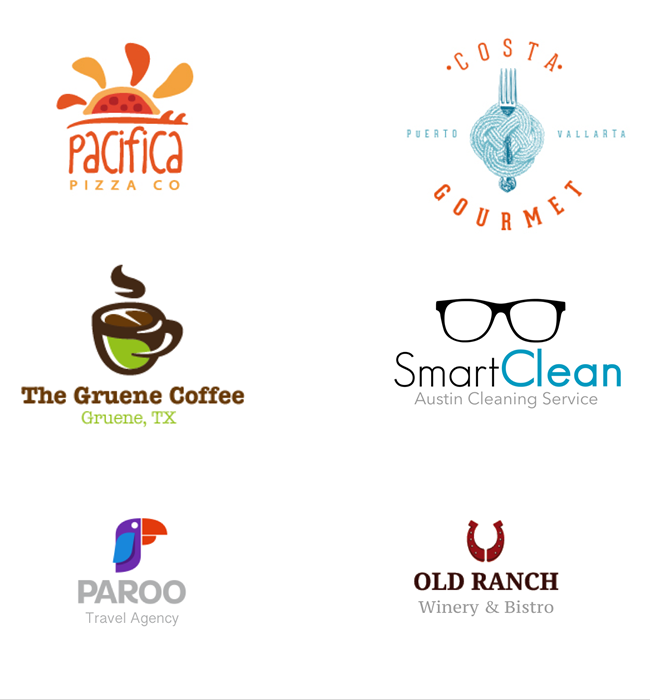 Pacifica
PIZZA CO
COSTA
PUERTO VALLARTA
GOURMET
The Gruene Coffee
Gruene, TX
SmartClean
Austin Cleaning Service
PAROO
Travel Agency
OLD RANCH
Winery & Bistro